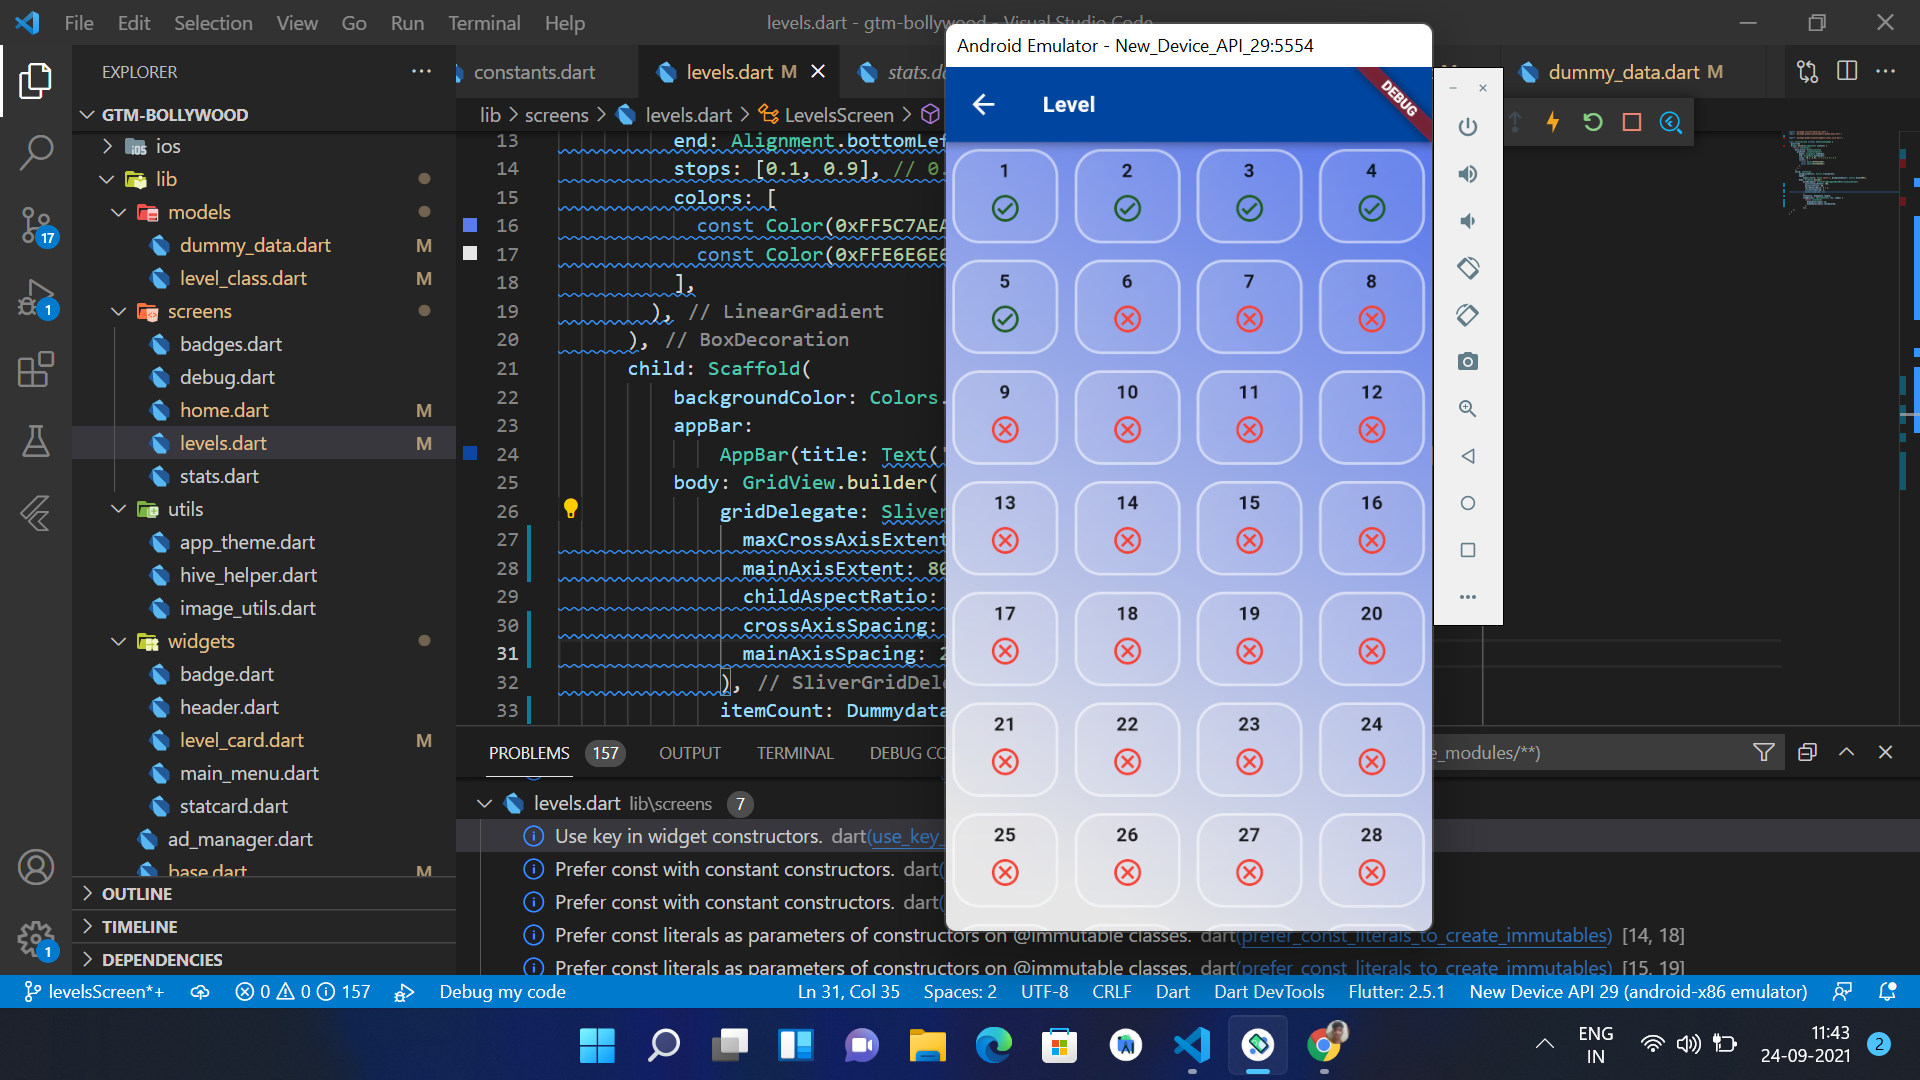 File Edit Selection View Go Run Terminal Help
levels.dart - gtm-bollywood - Visual Studio Code
EXPLORER
GTM-BOLLYWOOD
ios
lib
models
dummy_data.dart M
level_class.dart M
screens
badges.dart
debug.dart
home.dart M
levels.dart M
stats.dart
utils
app_theme.dart
hive_helper.dart
image_utils.dart
widgets
badge.dart
header.dart
level_card.dart M
main_menu.dart
statcard.dart
ad_manager.dart
base.dart M
OUTLINE
TIMELINE
DEPENDENCIES
17
1
1
constants.dart levels.dart M stats.da dummy_data.dart M
lib > screens > levels.dart > LevelsScreen >
13 end: Alignment.bottomLef
14 stops: [0.1, 0.9], // 0.
15 colors: [
16 const Color(0xFF5C7AEA
17 const Color(0xFFE6E6E6
18 ],
19 ), // LinearGradient
20 ), // BoxDecoration
21 child: Scaffold(
22 backgroundColor: Colors.
23 appBar:
24 AppBar(title: Text('
25 body: GridView.builder(
26 gridDelegate: Sliver
27 maxCrossAxisExtent
28 mainAxisExtent: 80
29 childAspectRatio:
30 crossAxisSpacing:
31 mainAxisSpacing: 2
32 ), // SliverGridDele
33 itemCount: Dummydata
PROBLEMS 157 OUTPUT TERMINAL DEBUG CO
e_modules/**)
levels.dart lib\screens 7
Use key in widget constructors. dart(use_key_
Prefer const with constant constructors. dart(
Prefer const with constant constructors. dart(
Prefer const literals as parameters of constructors on @immutable classes. dart(prefer_const_literals_to_create_immutables) [14, 18]
Prefer const literals as parameters of constructors on @immutable classes. dart(prefer_const_literals_to_create_immutables) [15, 19]
Android Emulator - New_Device_API_29:5554
Level
DEBUG
1 2 3 4
5 6 7 8
9 10 11 12
13 14 15 16
17 18 19 20
21 22 23 24
25 26 27 28
levelsScreen*+ 0 0 157 Debug my code
Ln 31, Col 35 Spaces: 2 UTF-8 CRLF Dart Dart DevTools Flutter: 2.5.1 New Device API 29 (android-x86 emulator)
ENG
IN
11:43
24-09-2021
2